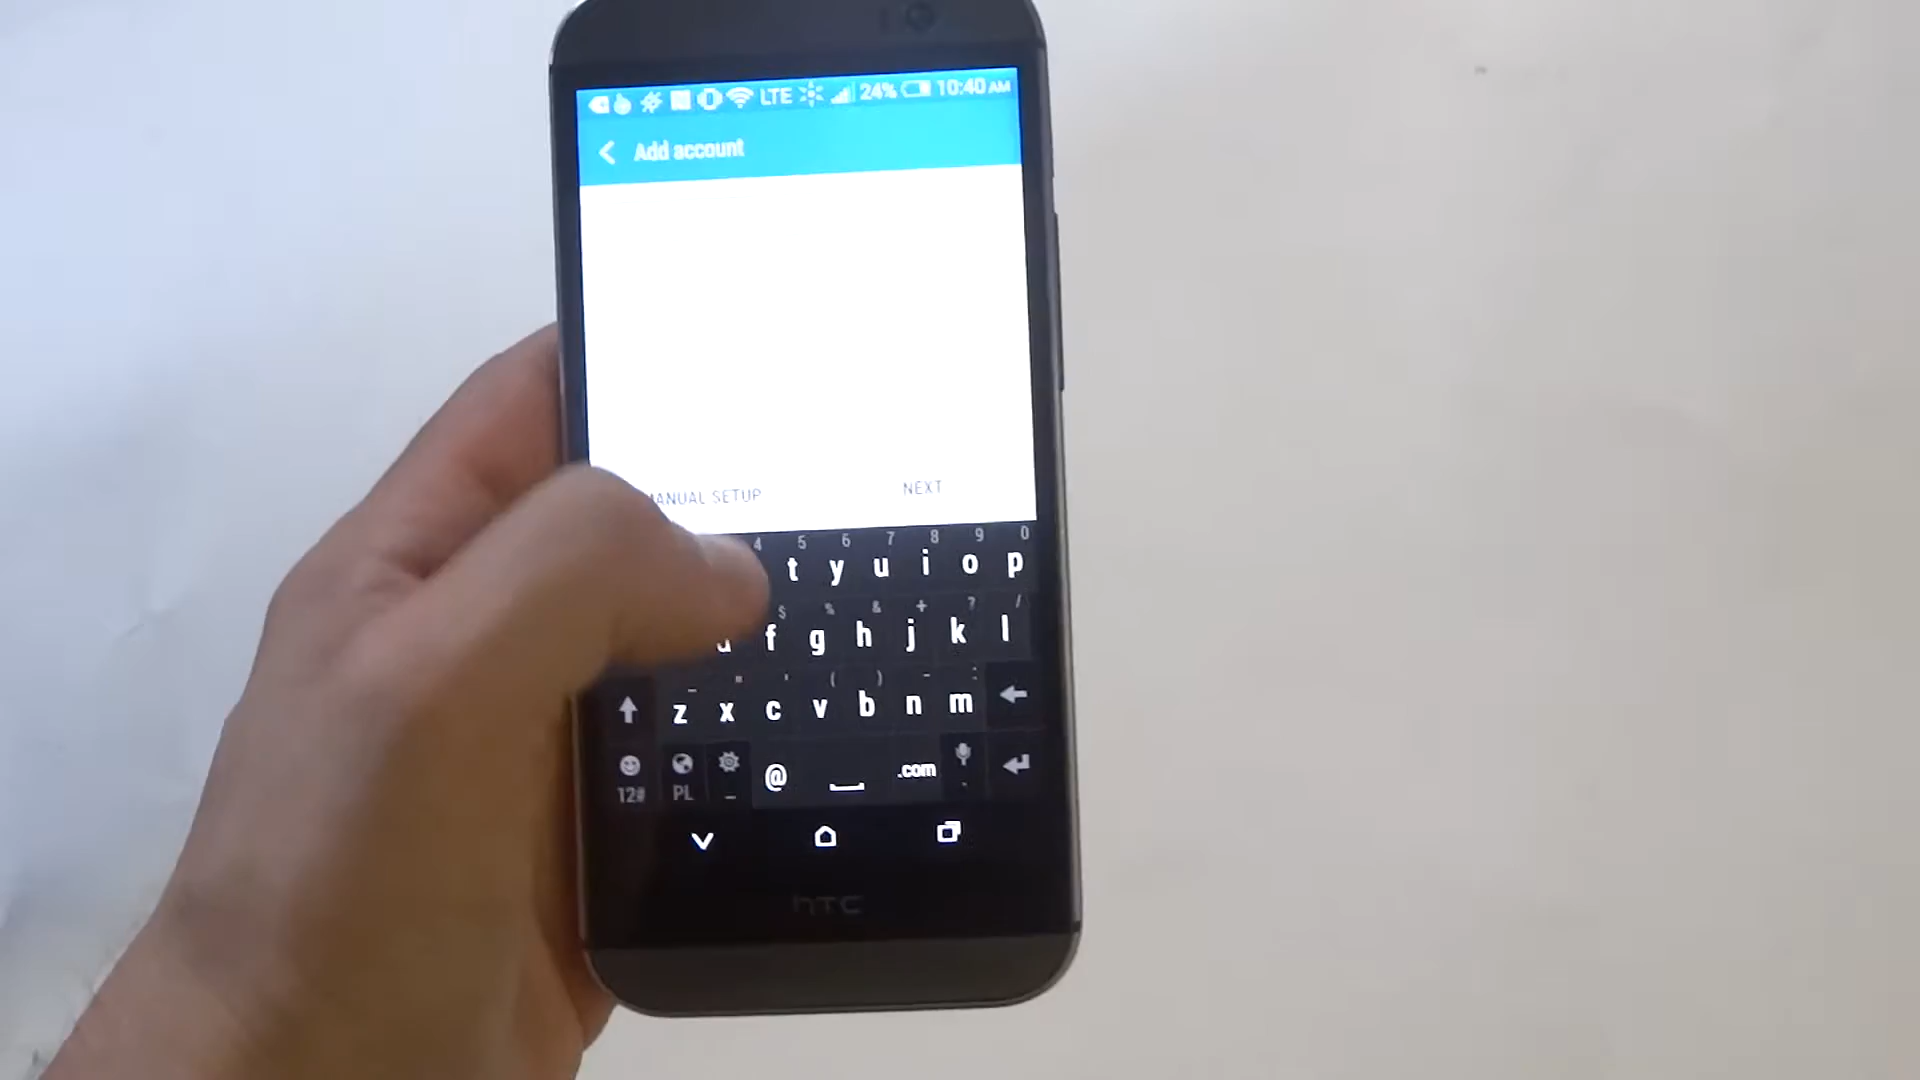 LTE 24% 10:40 AM
Add account
MANUAL SETUP NEXT
4 5 6 7 8 9 0
t y u i o p
$ % & + ? /
f g h j k l
_ " ' ( ) - :
z x c v b n m
@ .com
12# PL _ .
hTC